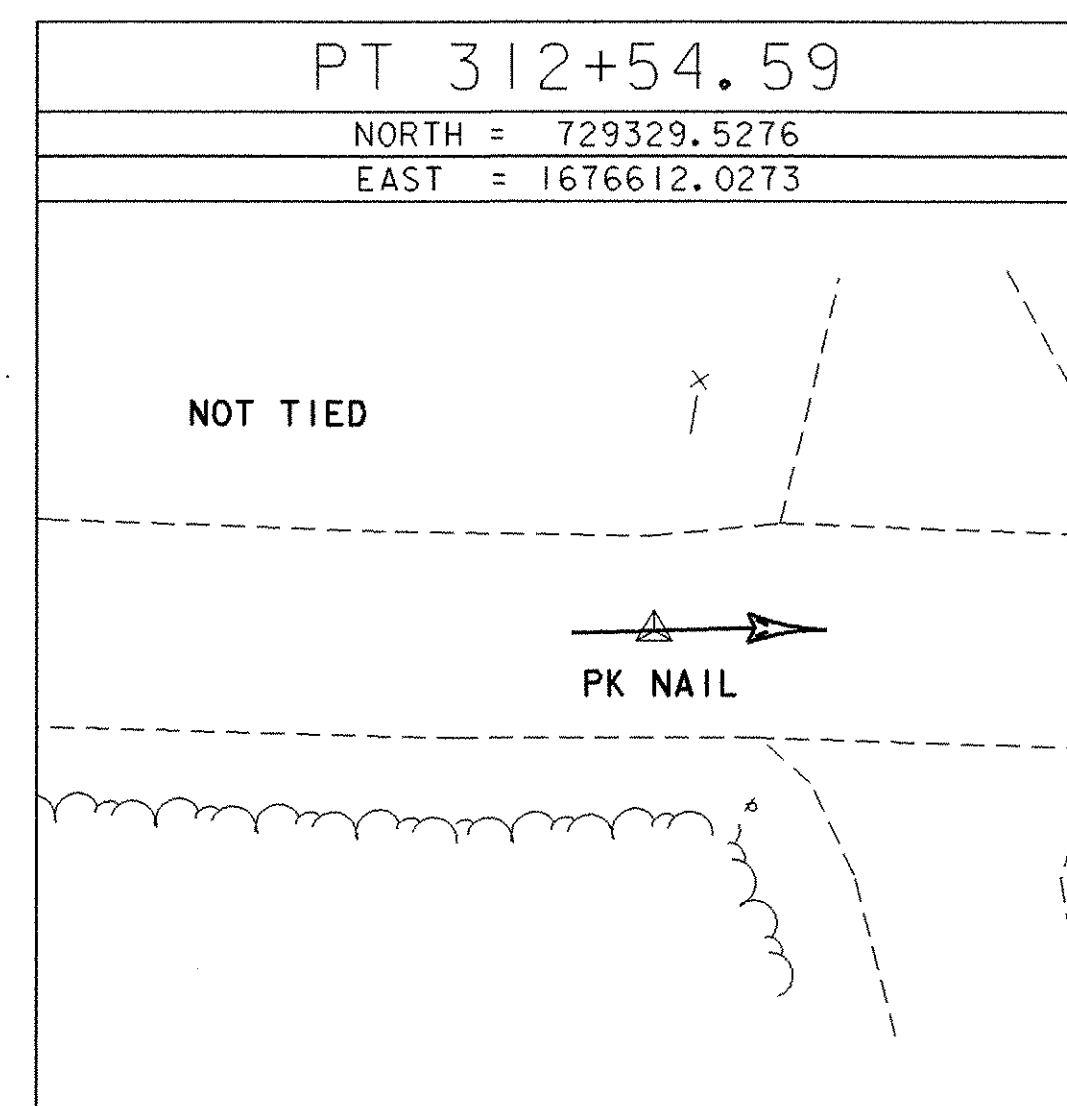 PT 312+54.59
NORTH = 729329.5276
EAST = 1676612.0273
NOT TIED
PK NAIL